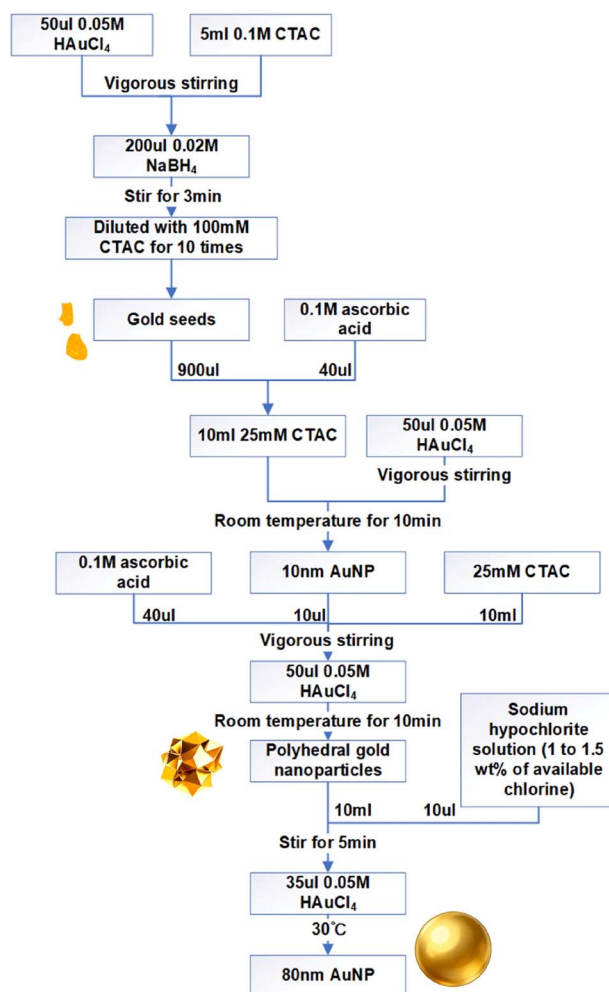 50ul 0.05M
HAuCl₄
5ml 0.1M CTAC
Vigorous stirring
200ul 0.02M
NaBH₄
Stir for 3min
Diluted with 100mM
CTAC for 10 times
Gold seeds
0.1M ascorbic
acid
900ul
40ul
10ml 25mM CTAC
50ul 0.05M
HAuCl₄
Vigorous stirring
Room temperature for 10min
0.1M ascorbic
acid
10nm AuNP
25mM CTAC
40ul
10ul
10ml
Vigorous stirring
50ul 0.05M
HAuCl₄
Room temperature for 10min
Polyhedral gold
nanoparticles
Sodium
hypochlorite
solution (1 to 1.5
wt% of available
chlorine)
10ml
10ul
Stir for 5min
35ul 0.05M
HAuCl₄
30℃
80nm AuNP